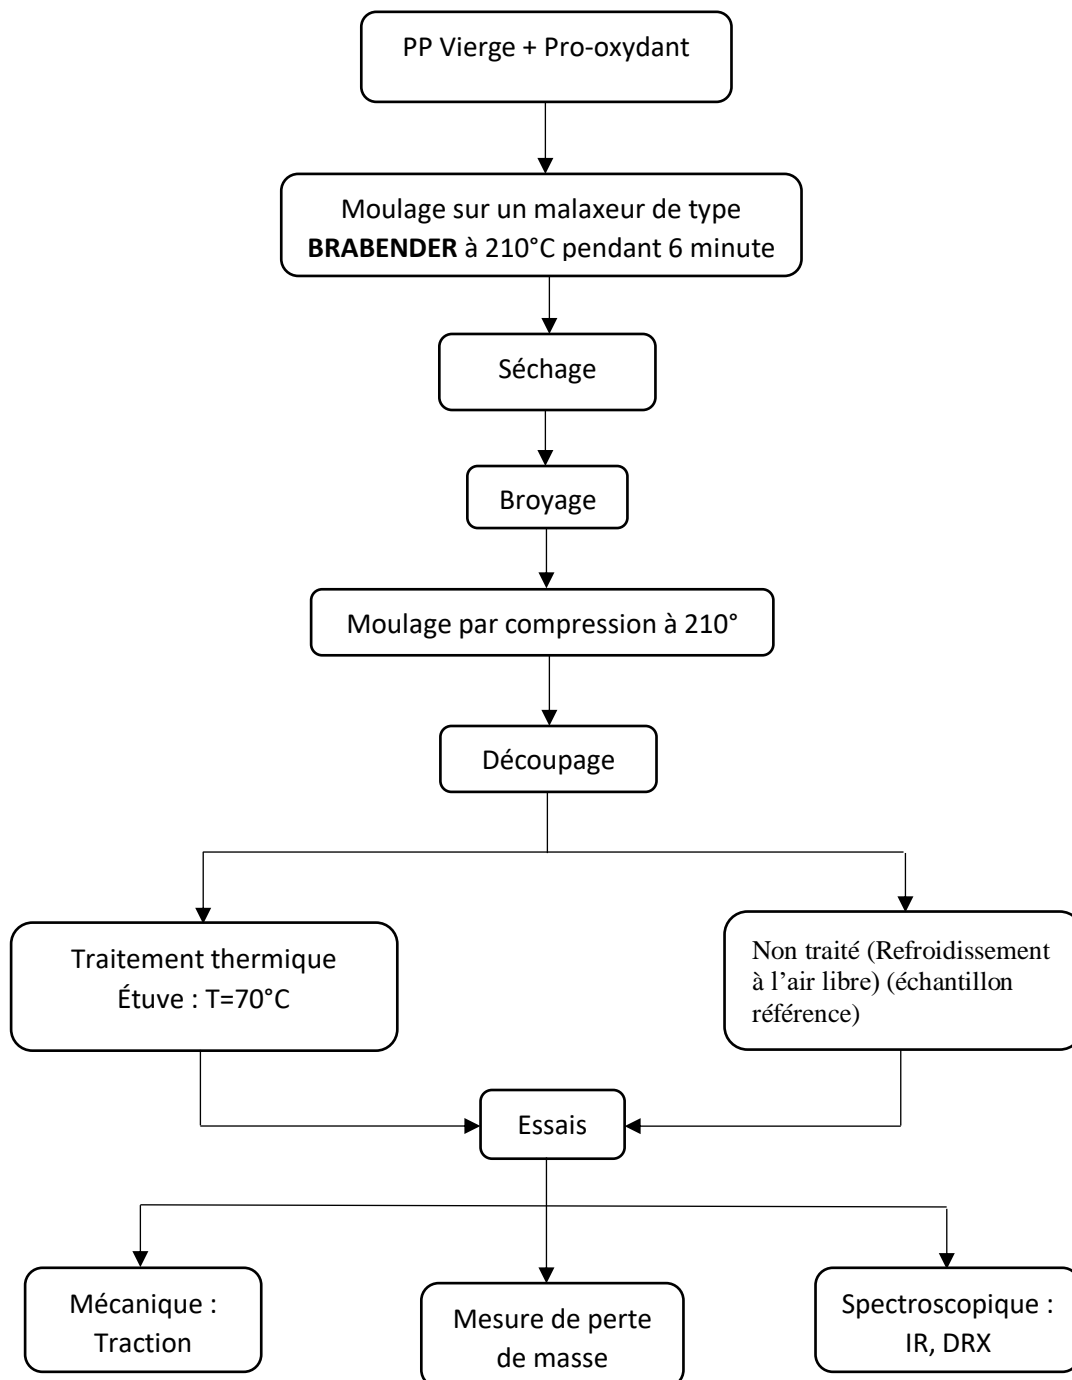 PP Vierge + Pro-oxydant
Moulage sur un malaxeur de type
BRABENDER à 210°C pendant 6 minute
Séchage
Broyage
Moulage par compression à 210°
Découpage
Traitement thermique
Étuve : T=70°C
Non traité (Refroidissement
à l’air libre) (échantillon
référence)
Essais
Mécanique :
Traction
Mesure de perte
de masse
Spectroscopique :
IR, DRX